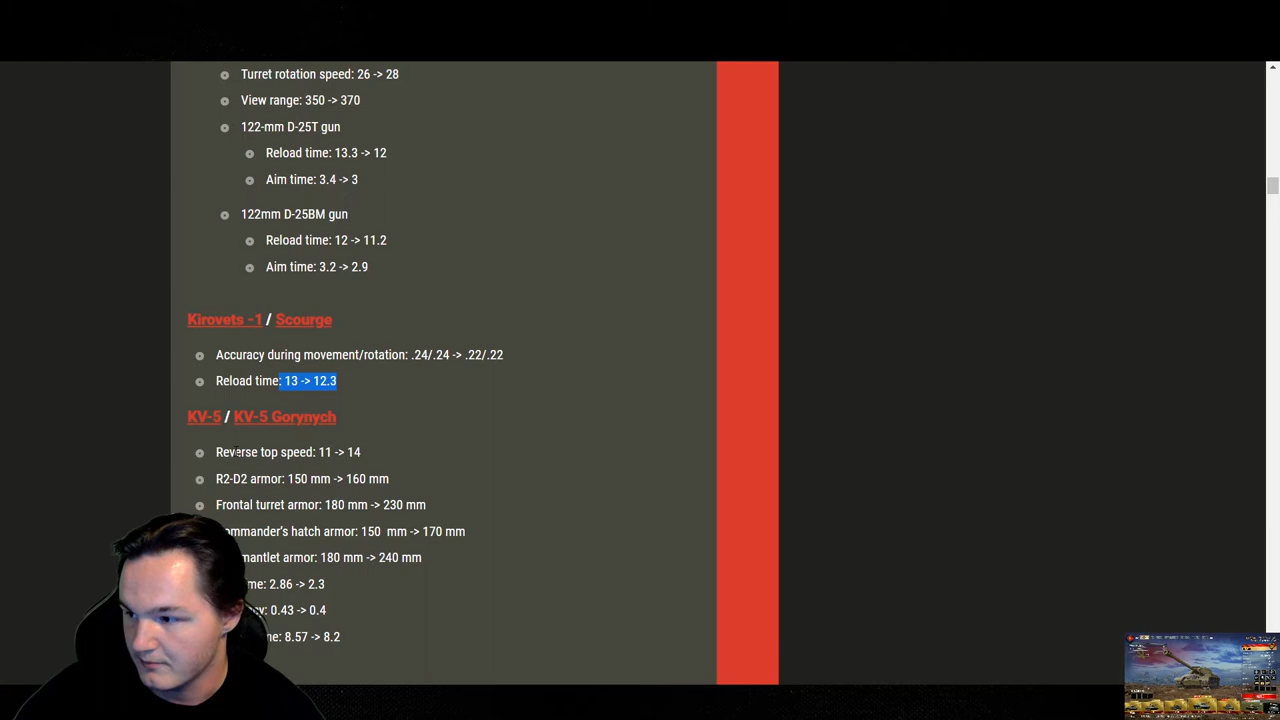 Turret rotation speed: 26 -> 28
View range: 350 -> 370
122-mm D-25T gun
Reload time: 13.3 -> 12
Aim time: 3.4 -> 3
122mm D-25BM gun
Reload time: 12 -> 11.2
Aim time: 3.2 -> 2.9
Kirovets -1 / Scourge
Accuracy during movement/rotation: .24/.24 -> .22/.22
Reload time: 13 -> 12.3
KV-5 / KV-5 Gorynych
Reverse top speed: 11 -> 14
R2-D2 armor: 150 mm -> 160 mm
Frontal turret armor: 180 mm -> 230 mm
ommander's hatch armor: 150 mm -> 170 mm
mantlet armor: 180 mm -> 240 mm
me: 2.86 -> 2.3
0.43 -> 0.4
me: 8.57 -> 8.2